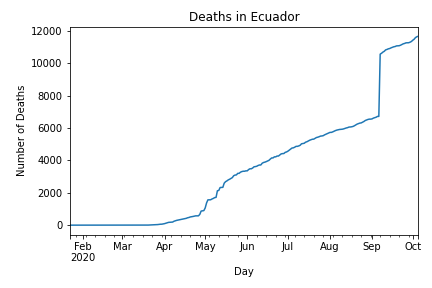 Deaths in Ecuador
12000
10000
8000
6000
4000
2000
0
Number of Deaths
Feb Mar Apr May Jun Jul Aug Sep Oct
2020
Day